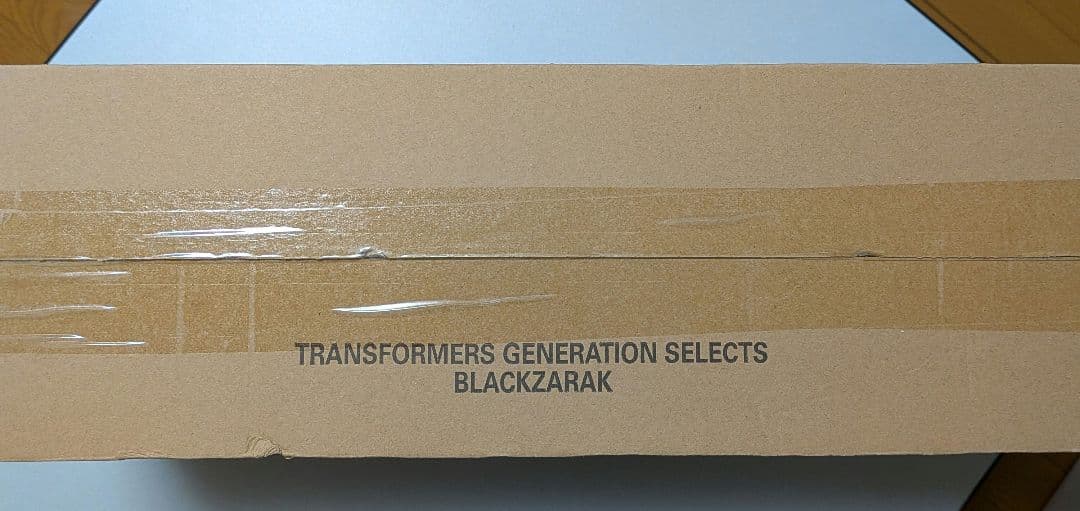 TRANSFORMERS GENERATION SELECTS
BLACKZARAK